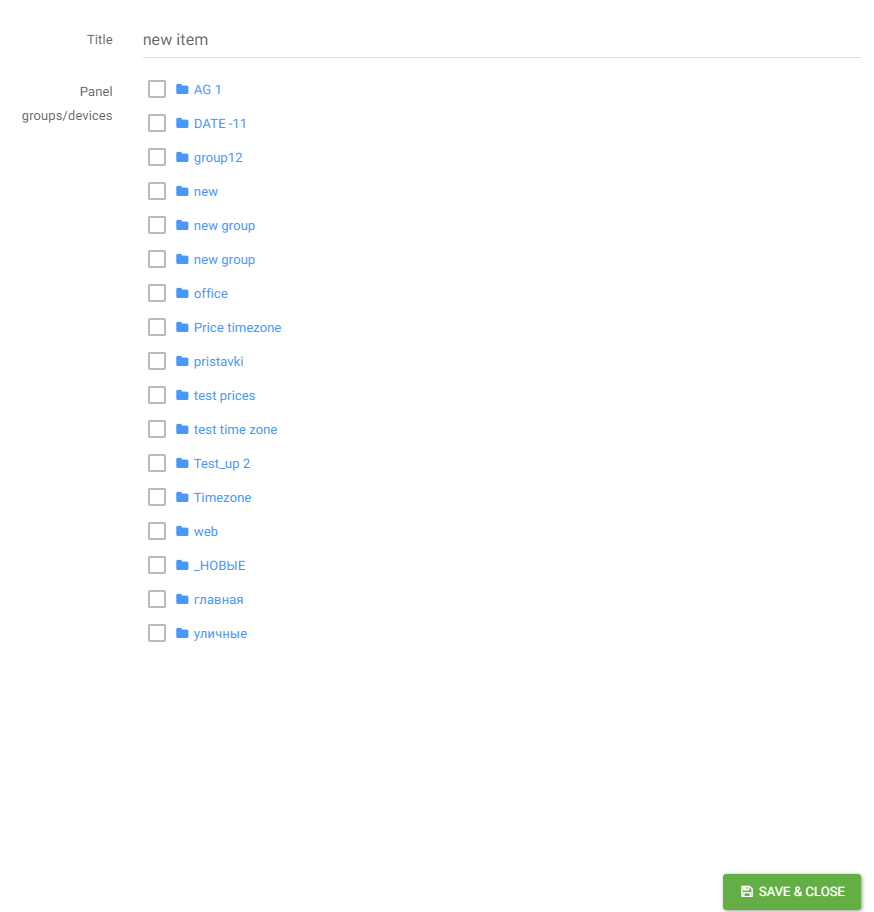 Title
new item
Panel
groups/devices
AG 1
DATE -11
group12
new
new group
new group
office
Price timezone
pristavki
test prices
test time zone
Test_up 2
Timezone
web
_НОВЫЕ
главная
уличные
SAVE & CLOSE